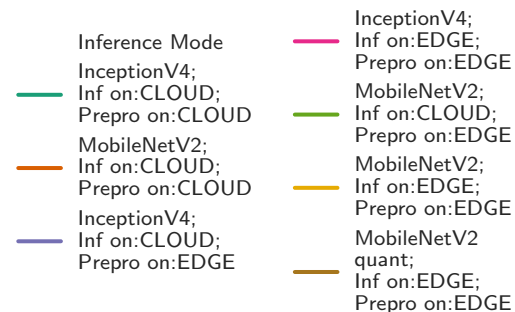 Inference Mode
InceptionV4;
Inf on:CLOUD;
Prepro on:CLOUD
MobileNetV2;
Inf on:CLOUD;
Prepro on:CLOUD
InceptionV4;
Inf on:CLOUD;
Prepro on:EDGE
InceptionV4;
Inf on:EDGE;
Prepro on:EDGE
MobileNetV2;
Inf on:CLOUD;
Prepro on:EDGE
MobileNetV2;
Inf on:EDGE;
Prepro on:EDGE
MobileNetV2
quant;
Inf on:EDGE;
Prepro on:EDGE